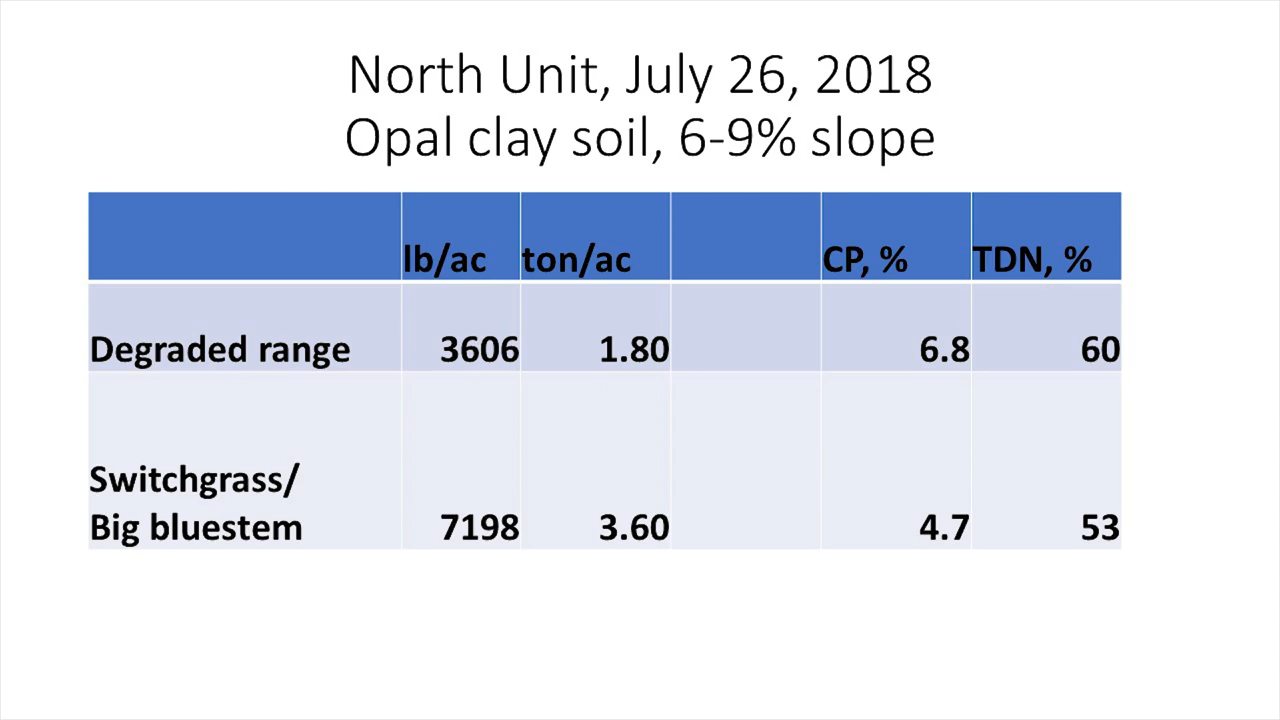 North Unit, July 26, 2018
Opal clay soil, 6-9% slope
lb/ac ton/ac CP, % TDN, %
Degraded range 3606 1.80 6.8 60
Switchgrass/
Big bluestem 7198 3.60 4.7 53